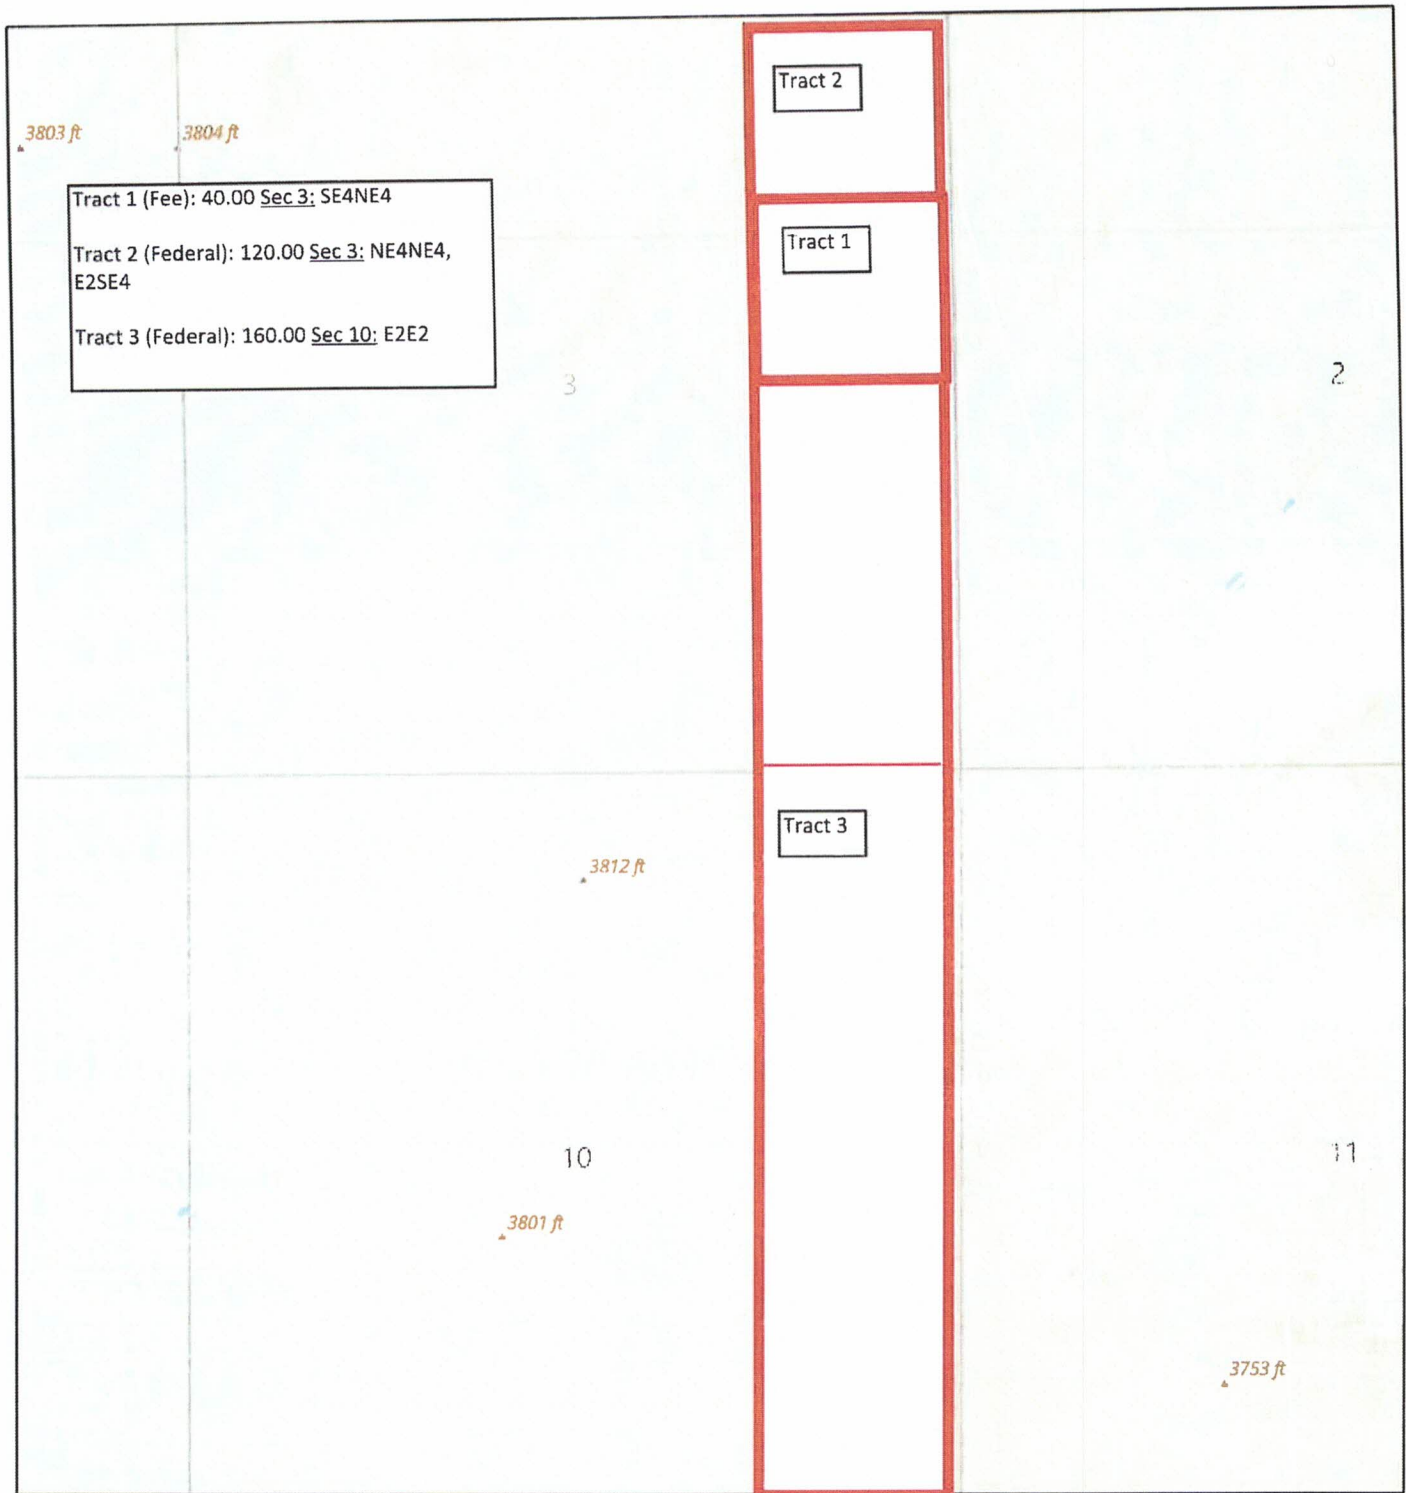 Tract 2
3803 ft
3804 ft
Tract 1 (Fee): 40.00 Sec 3: SE4NE4
Tract 2 (Federal): 120.00 Sec 3: NE4NE4,
E2SE4
Tract 3 (Federal): 160.00 Sec 10: E2E2
Tract 1
3
2
Tract 3
3812 ft
10
11
3801 ft
3753 ft